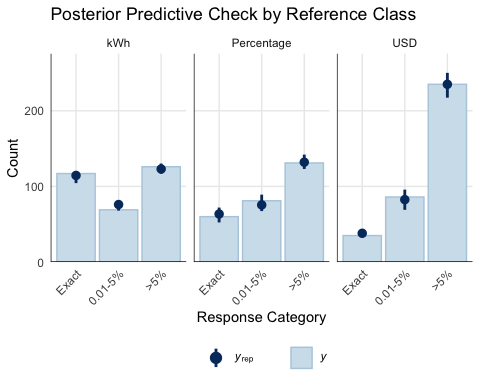 Posterior Predictive Check by Reference Class
kWh
Percentage
USD
Count
200
100
0
Exact
0.01-5%
>5%
Exact
0.01-5%
>5%
Exact
0.01-5%
>5%
Response Category
yrep
y